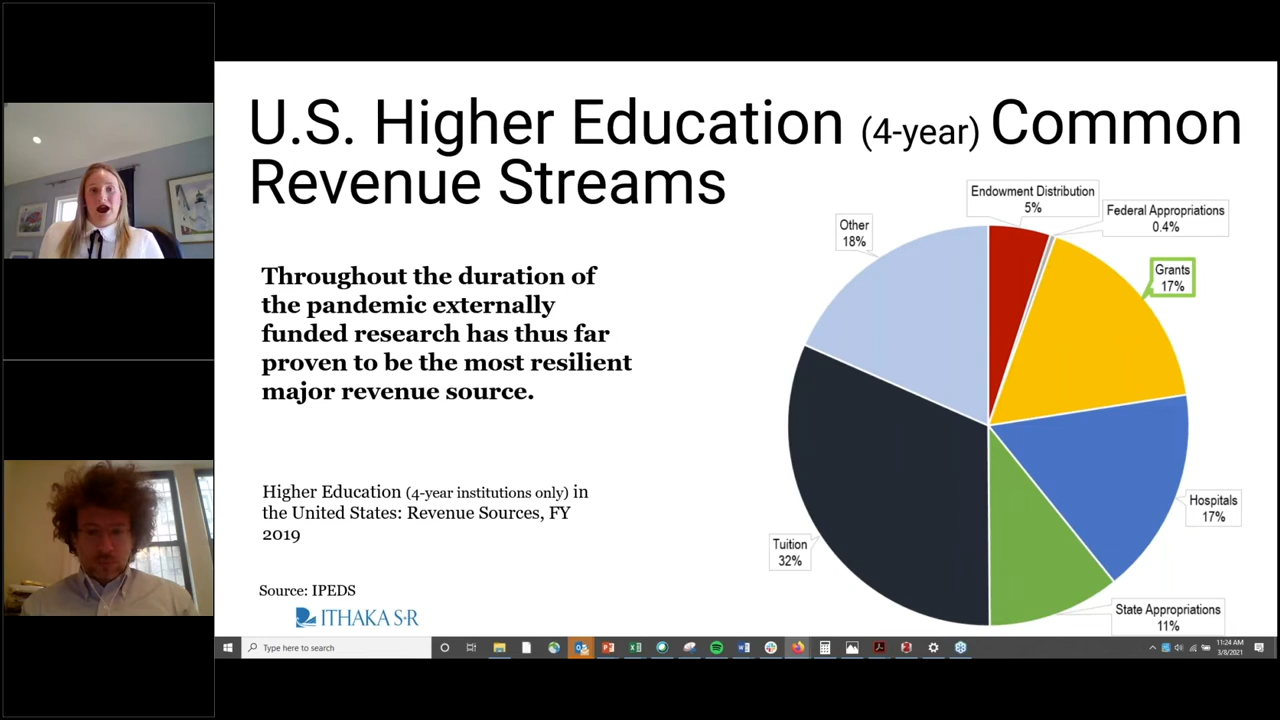 U.S. Higher Education (4-year) Common
Revenue Streams
Throughout the duration of
the pandemic externally
funded research has thus far
proven to be the most resilient
major revenue source.
Higher Education (4-year institutions only) in
the United States: Revenue Sources, FY
2019
Source: IPEDS
ITHAKA S·R
Endowment Distribution
5%
Federal Appropriations
0.4%
Other
18%
Grants
17%
Hospitals
17%
Tuition
32%
State Appropriations
11%
Type here to search
11:24 AM
3/8/2021